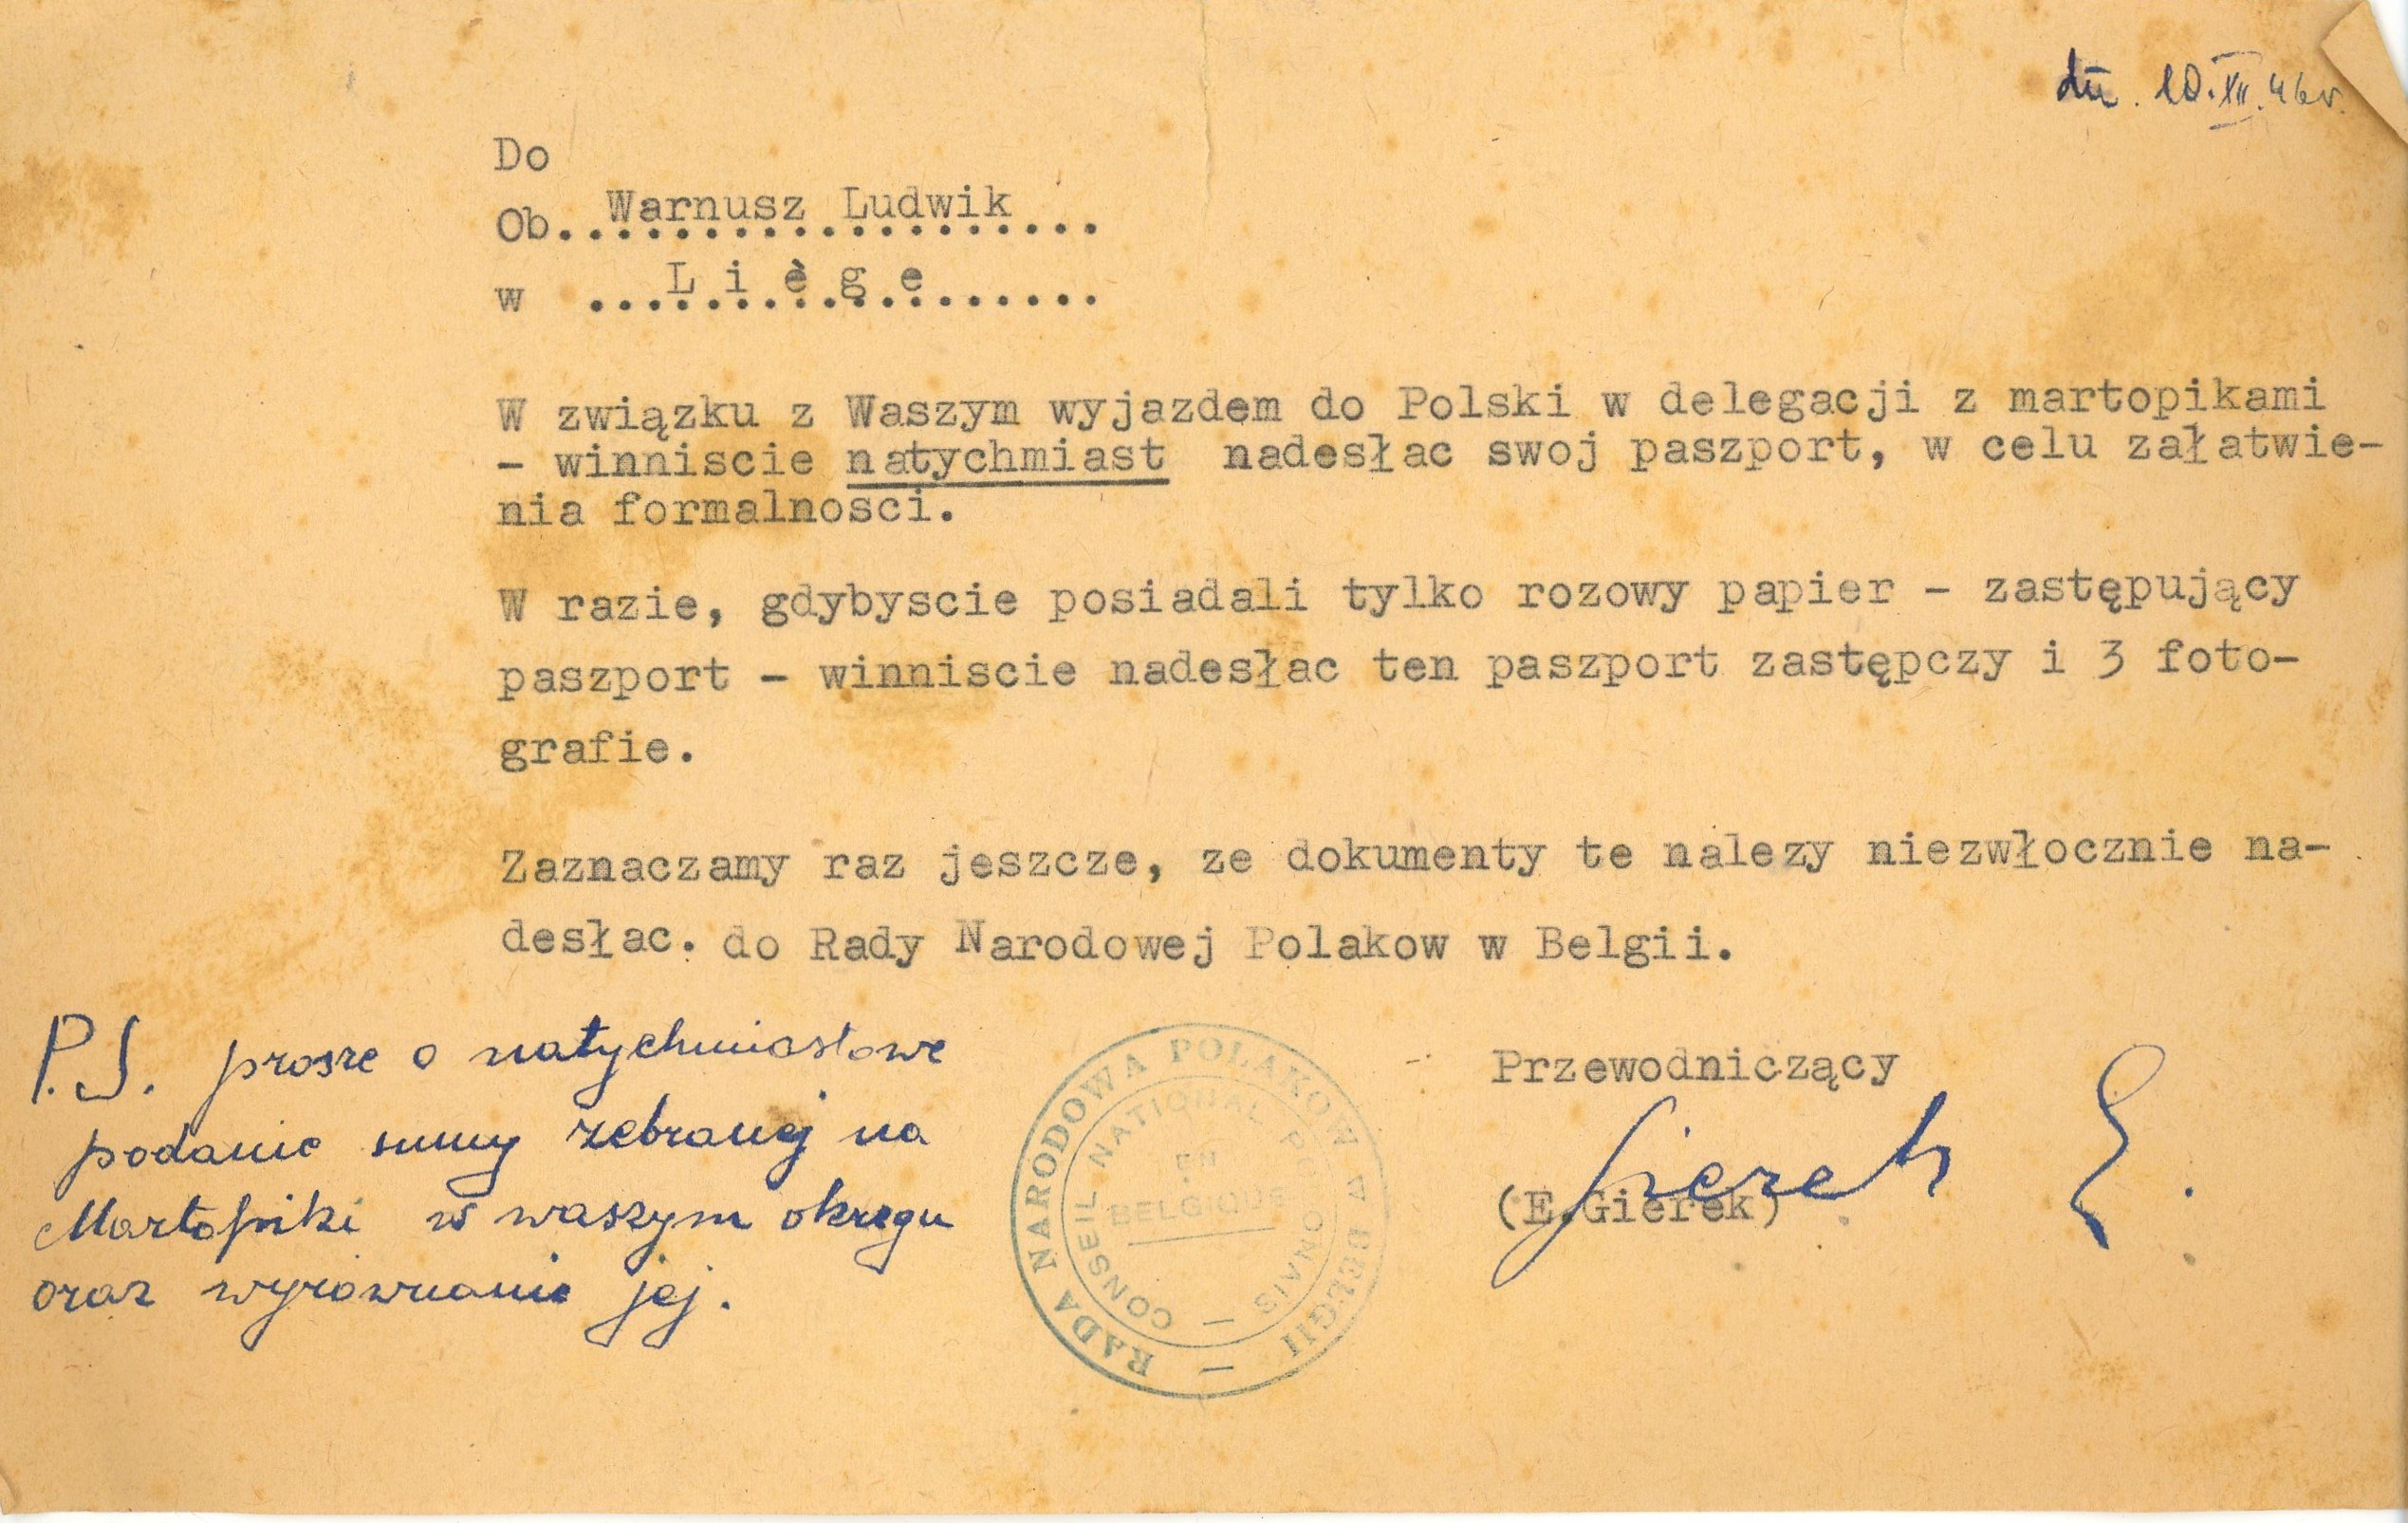 dn. 10.XII.46r.
Do
Ob. Warnusz Ludwik ...
w ... L i è g e ...
W związku z Waszym wyjazdem do Polski w delegacji z martopikami
- winniscie natychmiast nadesłac swoj paszport, w celu załatwie-
nia formalnosci.
W razie, gdybyscie posiadali tylko rozowy papier - zastępujący
paszport - winniscie nadesłac ten paszport zastępczy i 3 foto-
grafie.
Zaznaczamy raz jeszcze, ze dokumenty te nalezy niezwłocznie na-
desłac. do Rady Narodowej Polakow w Belgii.
P.S. prosze o natychmiastowe
podanie sumy zebranej na
Martopiki w waszym okręgu
oraz wyrównanie jej.
RADA NARODOWA POLAKOW W BELGII
CONSEIL NATIONAL POLONAIS
EN
BELGIQUE
Przewodniczący
Gierek E.
(E.Gierek)